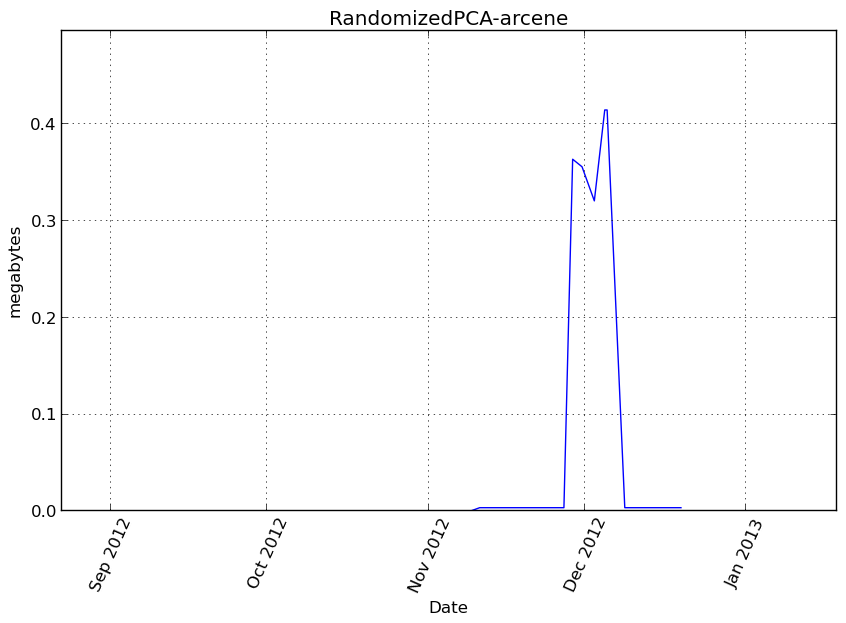 RandomizedPCA-arcene
megabytes
0.4
0.3
0.2
0.1
0.0
Sep 2012
Oct 2012
Nov 2012
Dec 2012
Jan 2013
Date